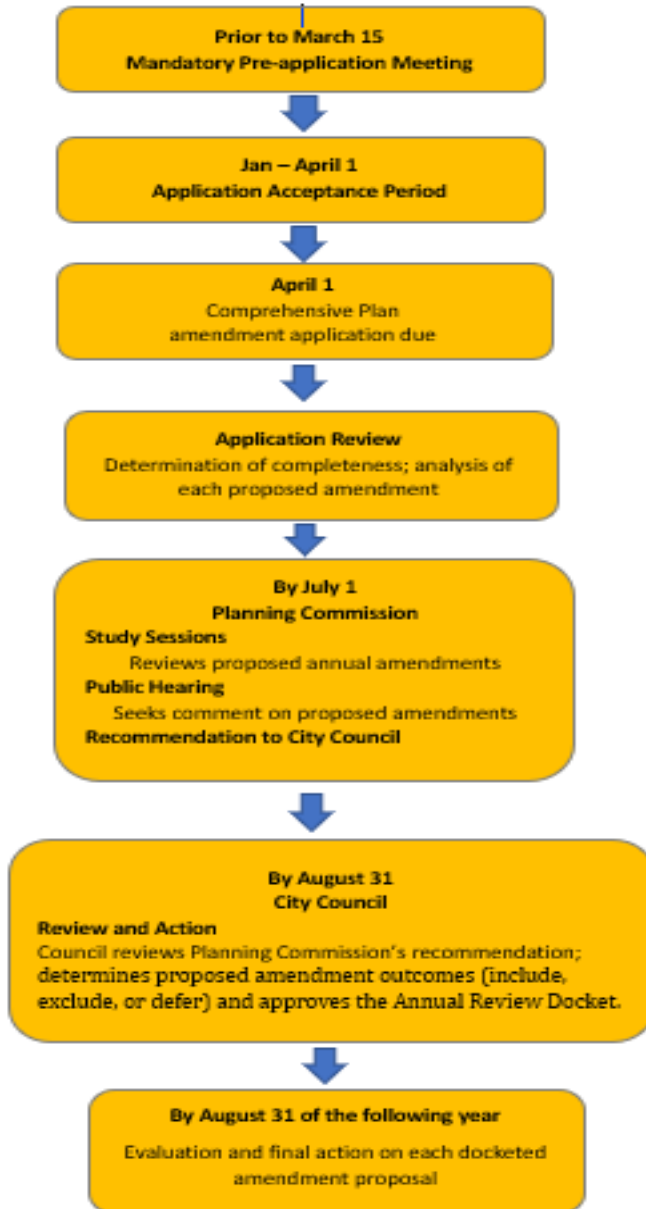 Prior to March 15
Mandatory Pre-application Meeting
Jan – April 1
Application Acceptance Period
April 1
Comprehensive Plan
amendment application due
Application Review
Determination of completeness; analysis of
each proposed amendment
By July 1
Planning Commission
Study Sessions
Reviews proposed annual amendments
Public Hearing
Seeks comment on proposed amendments
Recommendation to City Council
By August 31
City Council
Review and Action
Council reviews Planning Commission's recommendation;
determines proposed amendment outcomes (include,
exclude, or defer) and approves the Annual Review Docket.
By August 31 of the following year
Evaluation and final action on each docketed
amendment proposal